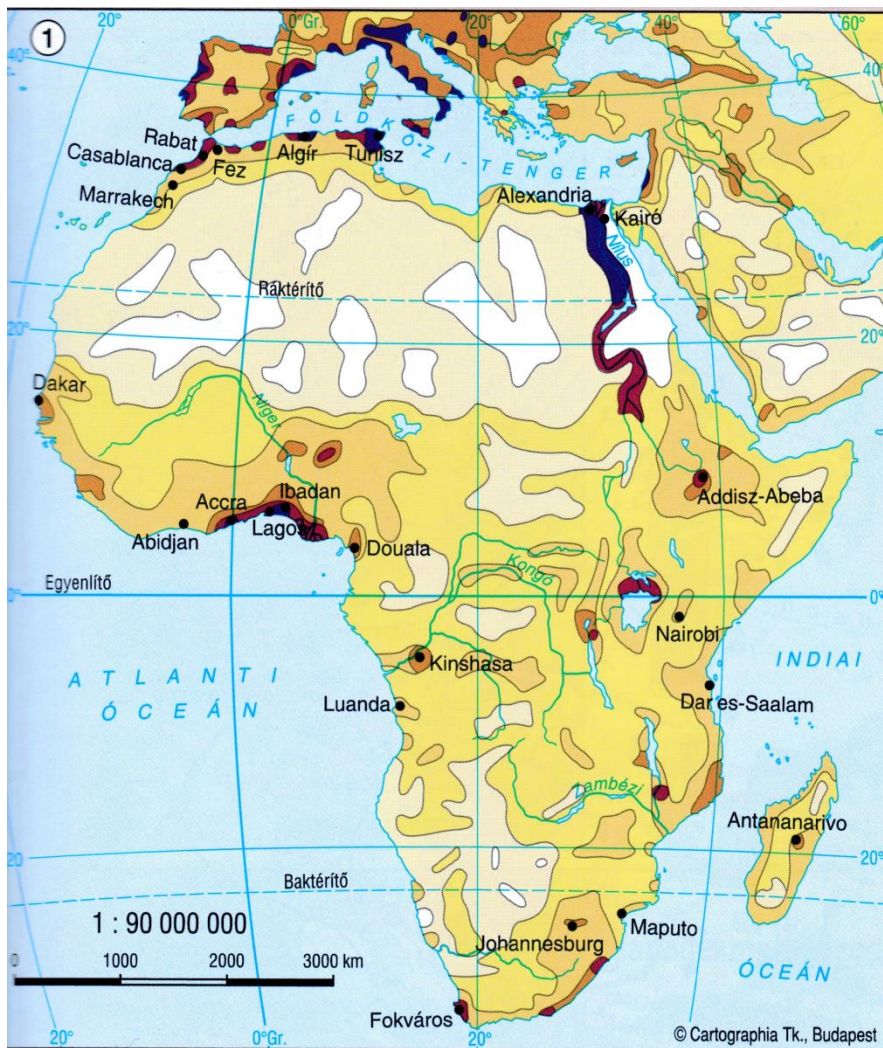 1
20°
0°Gr.
20°
40°
60°
40°
40°
FÖLDKÖZI-TENGER
Rabat
Casablanca
Fez
Algír
Tunisz
Marrakech
Alexandria
Kairó
Nílus
Ráktérítő
20°
20°
Dakar
Niger
Accra
Ibadan
Lagos
Abidjan
Douala
Addisz-Abeba
Egyenlítő
0°
0°
Kongó
Nairobi
INDIAI
ATLANTI
ÓCEÁN
Kinshasa
Luanda
Dar es-Saalam
Zambézi
Antananarivo
20
20°
Baktérítő
1 : 90 000 000
0 1000 2000 3000 km
Johannesburg
Maputo
ÓCEÁN
Fokváros
20°
0°Gr.
20°
40°
© Cartographia Tk., Budapest